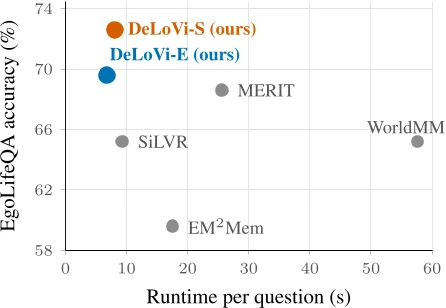 EgoLifeQA accuracy (%)
74
70
66
62
58
DeLoVi-S (ours)
DeLoVi-E (ours)
MERIT
WorldMM
SiLVR
EM²Mem
0 10 20 30 40 50 60
Runtime per question (s)